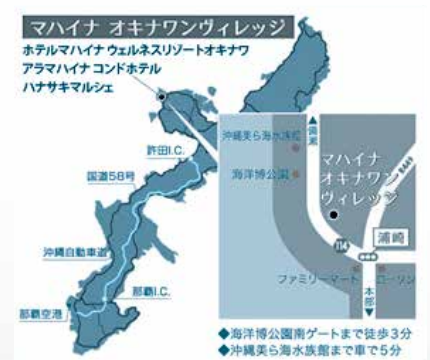 マハイナ オキナワンヴィレッジ
ホテルマハイナ ウェルネスリゾートオキナワ
アラマハイナ コンドホテル
ハナサキマルシェ
許田I.C.
国道58号
沖縄自動車道
那覇I.C.
那覇空港
▲備瀬
沖縄美ら海水族館
海洋博公園
マハイナ
オキナワン
ヴィレッジ
R449
114
浦崎
ファミリーマート
ローソン
本部▼
◆海洋博公園南ゲートまで徒歩3分
◆沖縄美ら海水族館まで車で5分